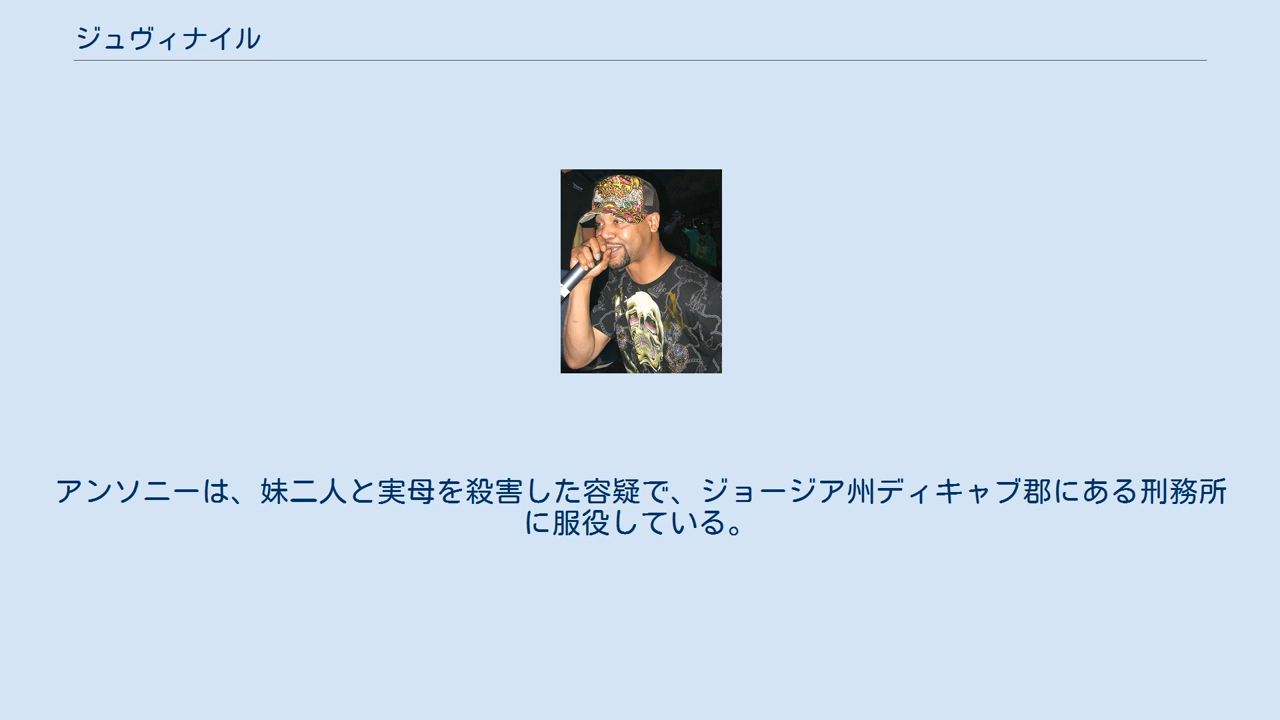 ジュヴィナイル
アンソニーは、妹二人と実母を殺害した容疑で、ジョージア州ディキャブ郡にある刑務所
に服役している。